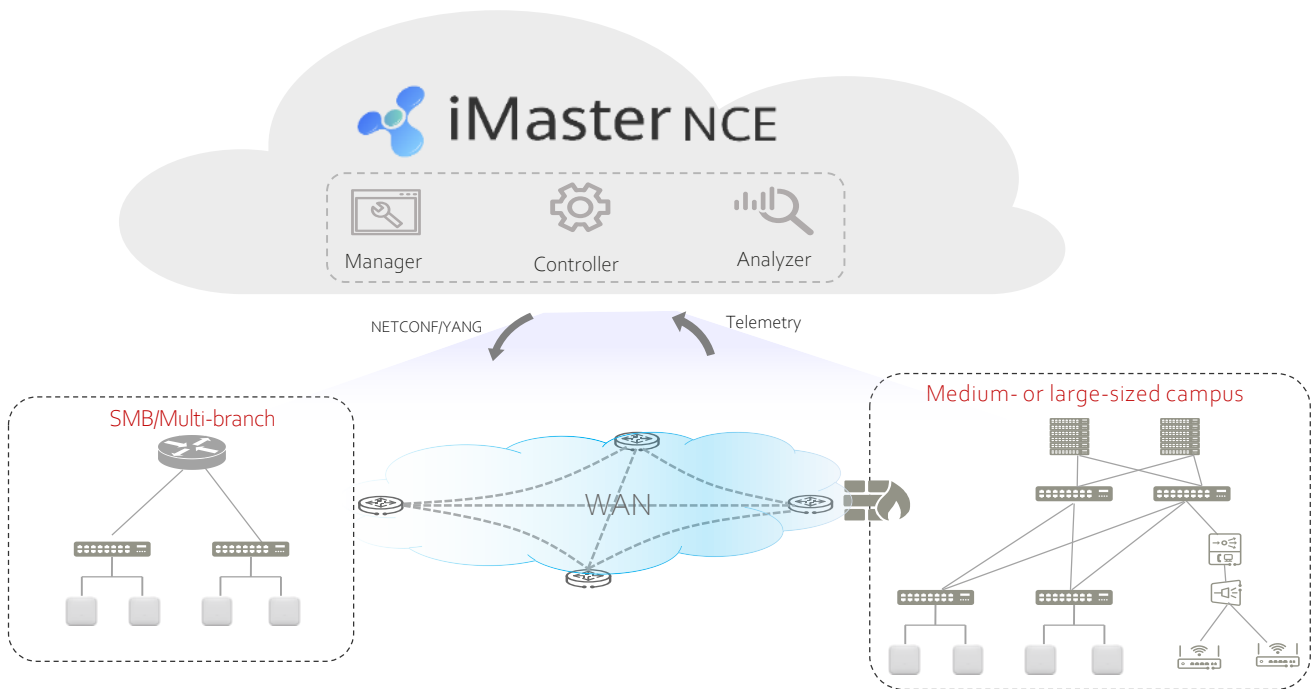 iMaster NCE
Manager
Controller
Analyzer
NETCONF/YANG
Telemetry
SMB/Multi-branch
Medium- or large-sized campus
WAN